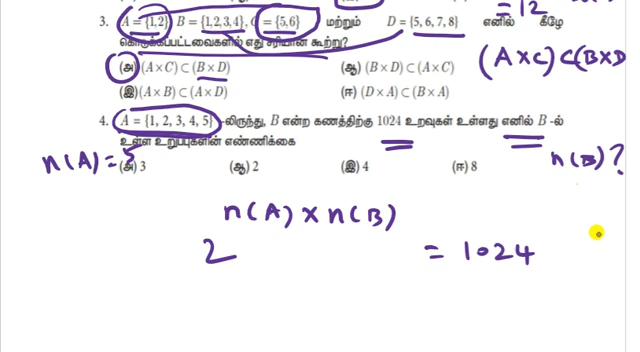 = 12
3. A = {1,2} B = {1,2,3,4}, C = {5,6} மற்றும் D = {5, 6, 7, 8} எனில் கீழே
கொடுக்கப்பட்டவைகளில் எது சரியான கூற்று?
(அ) (A×C) ⊂ (B×D) (ஆ) (B×D) ⊂ (A×C) (A×C) ⊂ (B×D
(இ) (A×B) ⊂ (A×D) (ஈ) (D×A) ⊂ (B×A)
4. A = {1, 2, 3, 4, 5} -லிருந்து, B என்ற கணத்திற்கு 1024 உறவுகள் உள்ளது எனில் B -ல்
உள்ள உறுப்புகளின் எண்ணிக்கை
n(A) = 5 n(B)?
(அ) 3 (ஆ) 2 (இ) 4 (ஈ) 8
n(A) × n(B)
2 = 1024